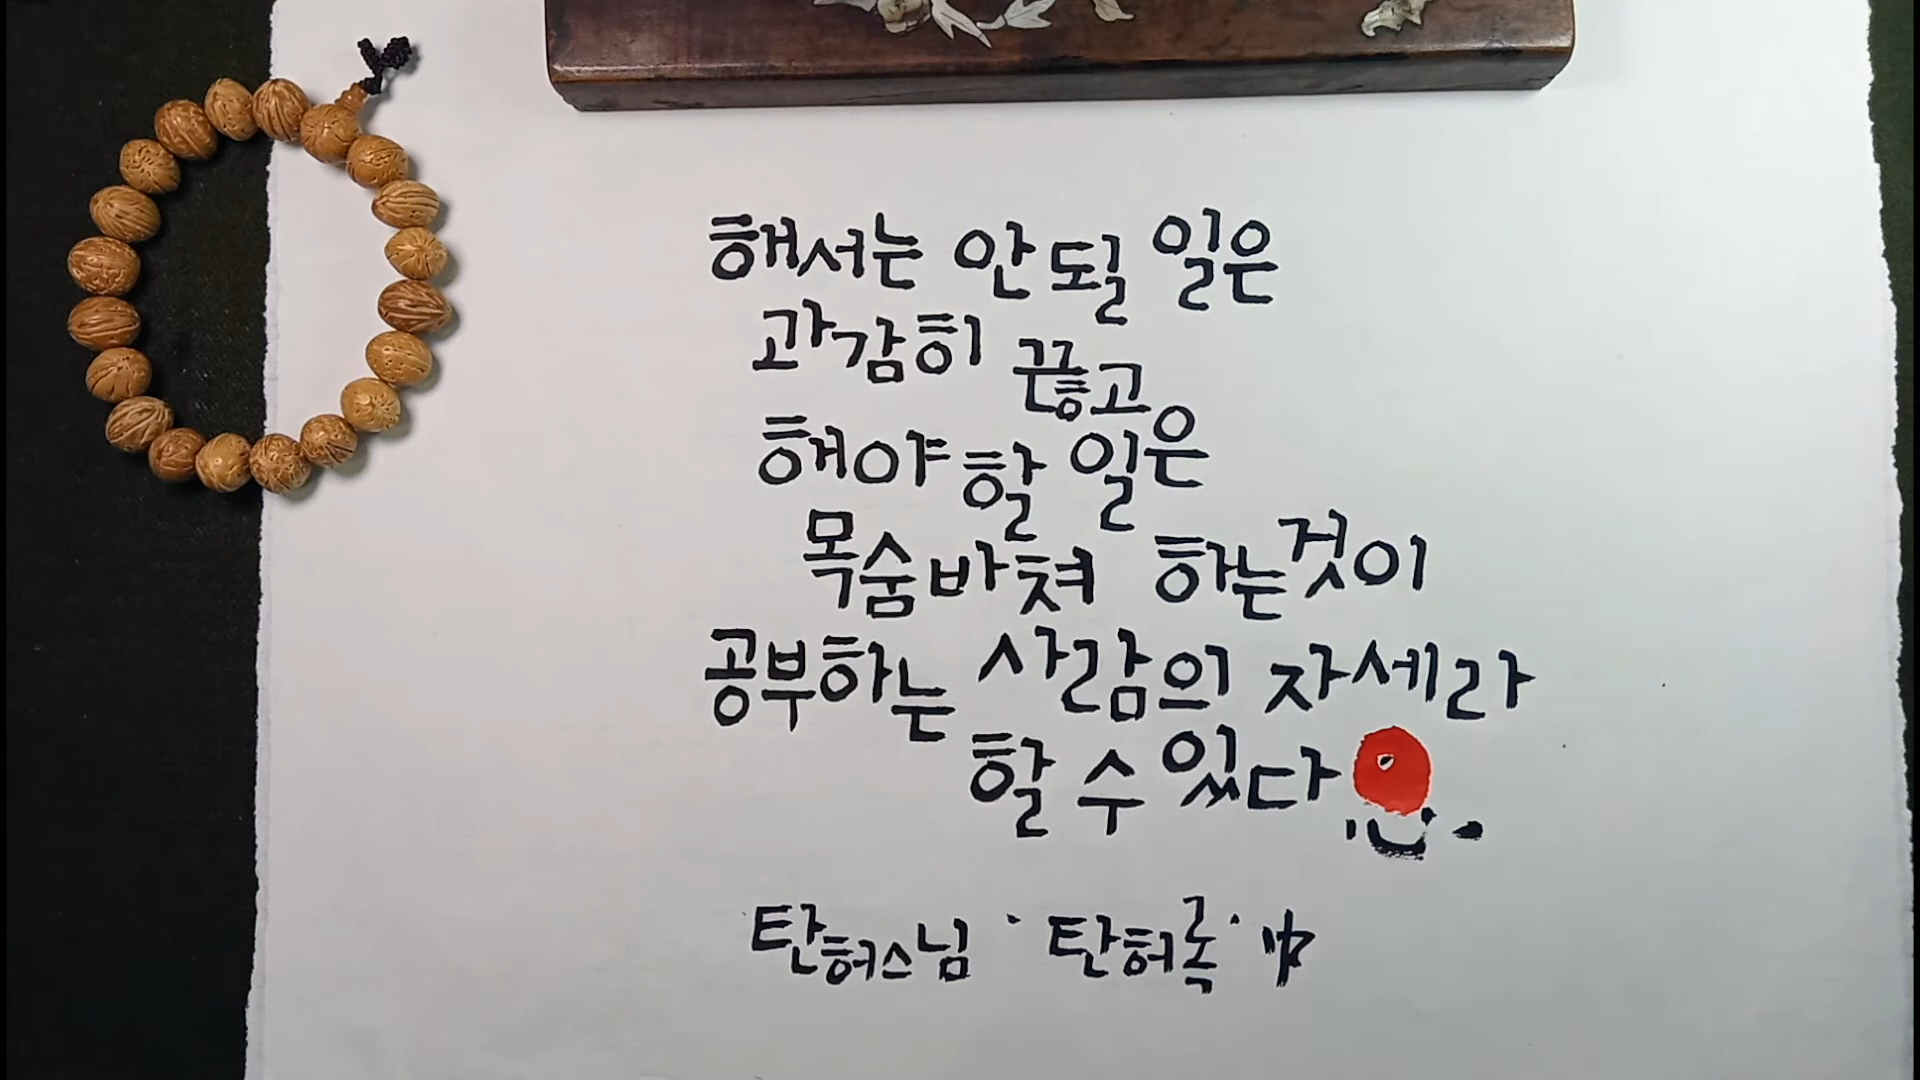 해서는 안 될 일은
과감히 끊고
해야 할 일은
목숨 바쳐 하는 것이
공부하는 사람의 자세라
할 수 있다
탄허스님 '탄허록' 中